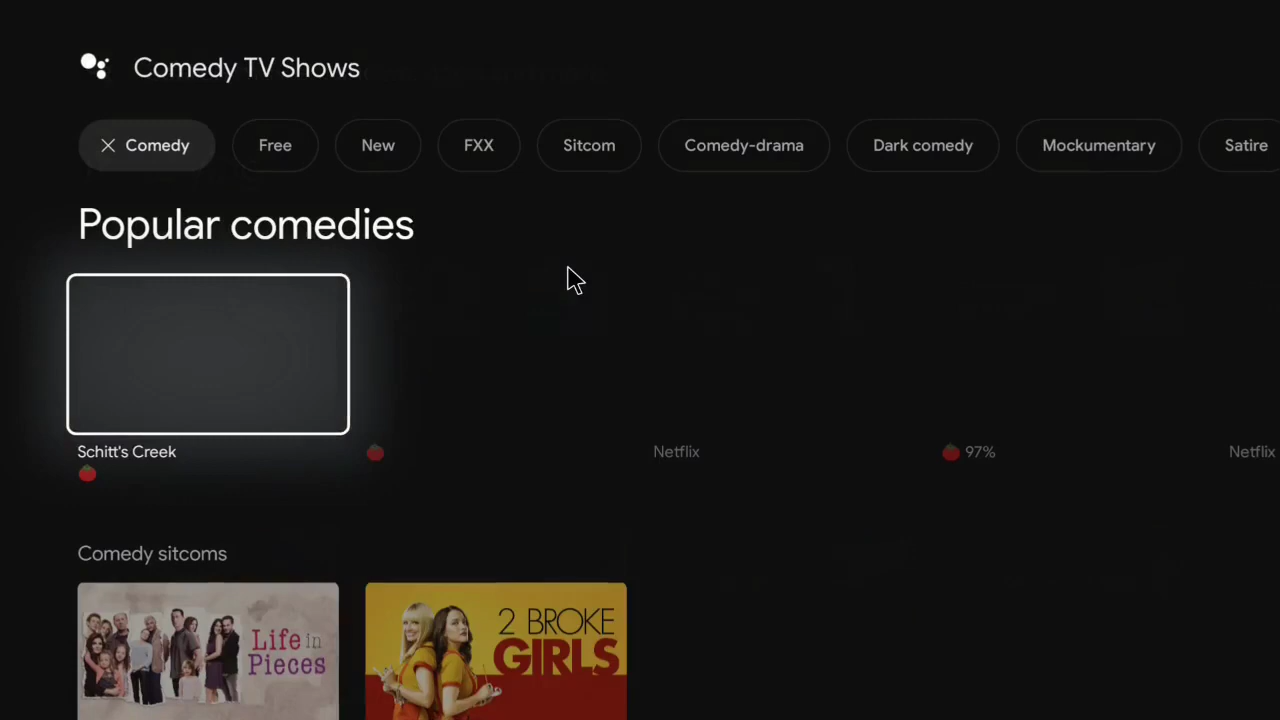 Comedy TV Shows
Comedy Free New FXX Sitcom Comedy-drama Dark comedy Mockumentary Satire
Popular comedies
Schitt's Creek
Netflix 97% Netflix
Comedy sitcoms
Life in
Pieces
2 BROKE
GIRLS